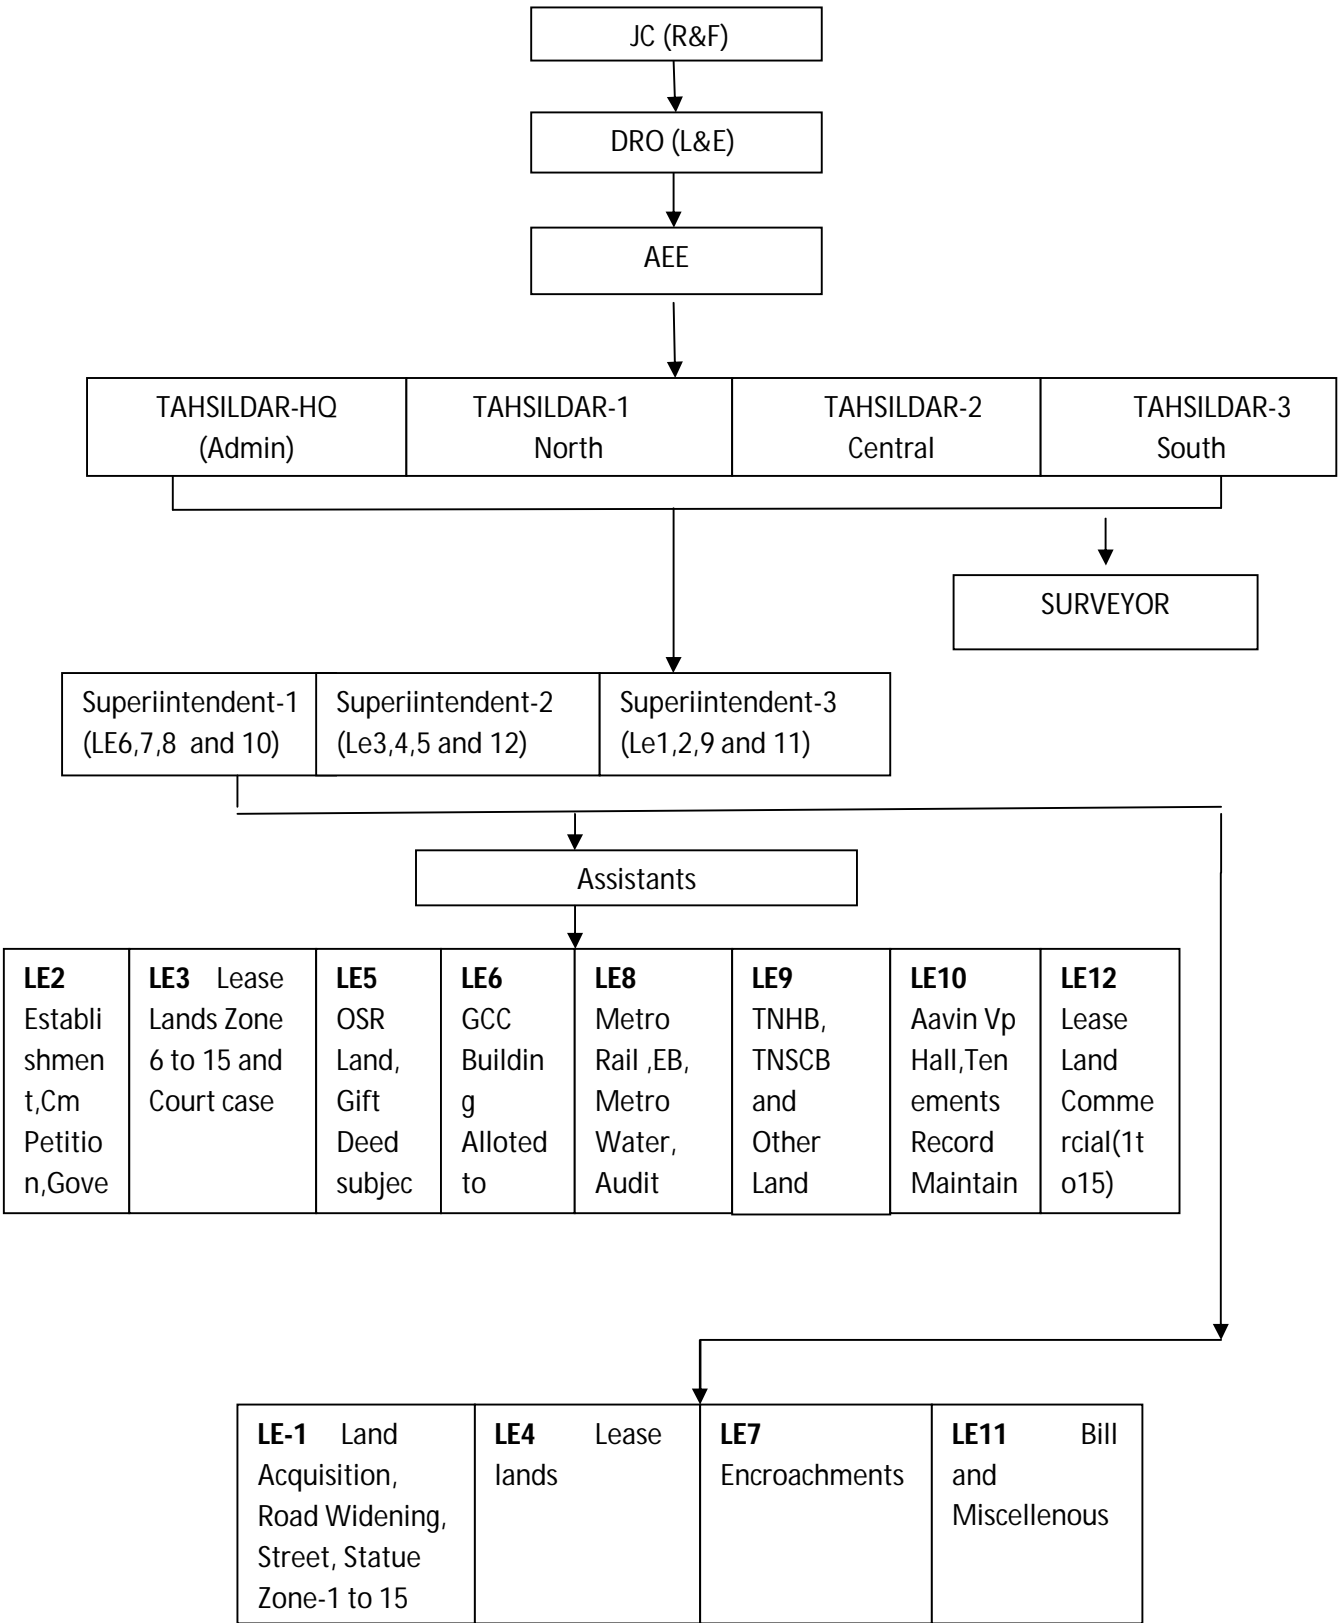 JC (R&F)
DRO (L&E)
AEE
TAHSILDAR-HQ
(Admin)
TAHSILDAR-1
North
TAHSILDAR-2
Central
TAHSILDAR-3
South
SURVEYOR
Superiintendent-1
(LE6,7,8 and 10)
Superiintendent-2
(Le3,4,5 and 12)
Superiintendent-3
(Le1,2,9 and 11)
Assistants
LE2
Establi
shmen
t,Cm
Petitio
n,Gove
LE3 Lease
Lands Zone
6 to 15 and
Court case
LE5
OSR
Land,
Gift
Deed
subjec
LE6
GCC
Buildin
g
Alloted
to
LE8
Metro
Rail ,EB,
Metro
Water,
Audit
LE9
TNHB,
TNSCB
and
Other
Land
LE10
Aavin Vp
Hall,Ten
ements
Record
Maintain
LE12
Lease
Land
Comme
rcial(1t
o15)
LE-1 Land
Acquisition,
Road Widening,
Street, Statue
Zone-1 to 15
LE4 Lease
lands
LE7
Encroachments
LE11 Bill
and
Miscellenous